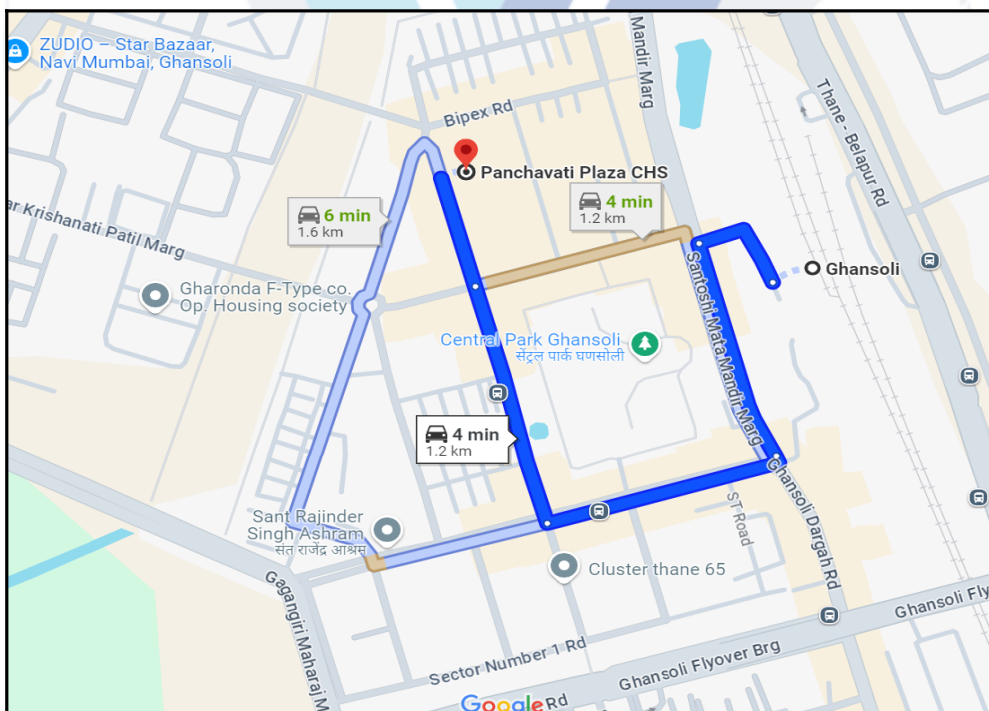 ZUDIO – Star Bazaar,
Navi Mumbai, Ghansoli
Mandir Marg
Thane - Belapur Rd
Bipex Rd
Panchavati Plaza CHS
6 min
1.6 km
4 min
1.2 km
Krishanati Patil Marg
Ghansoli
Gharonda F-Type co.
Op. Housing society
Santoshi Mata Mandir Marg
Central Park Ghansoli
सेंट्रल पार्क घणसोली
4 min
1.2 km
Ghansoli Dargah Rd
ST Road
Sant Rajinder
Singh Ashram
संत राजेंद्र आश्रम
Cluster thane 65
Gagangiri Maharaj M
Ghansoli Fly
Sector Number 1 Rd
Ghansoli Flyover Brg
Google
Rd